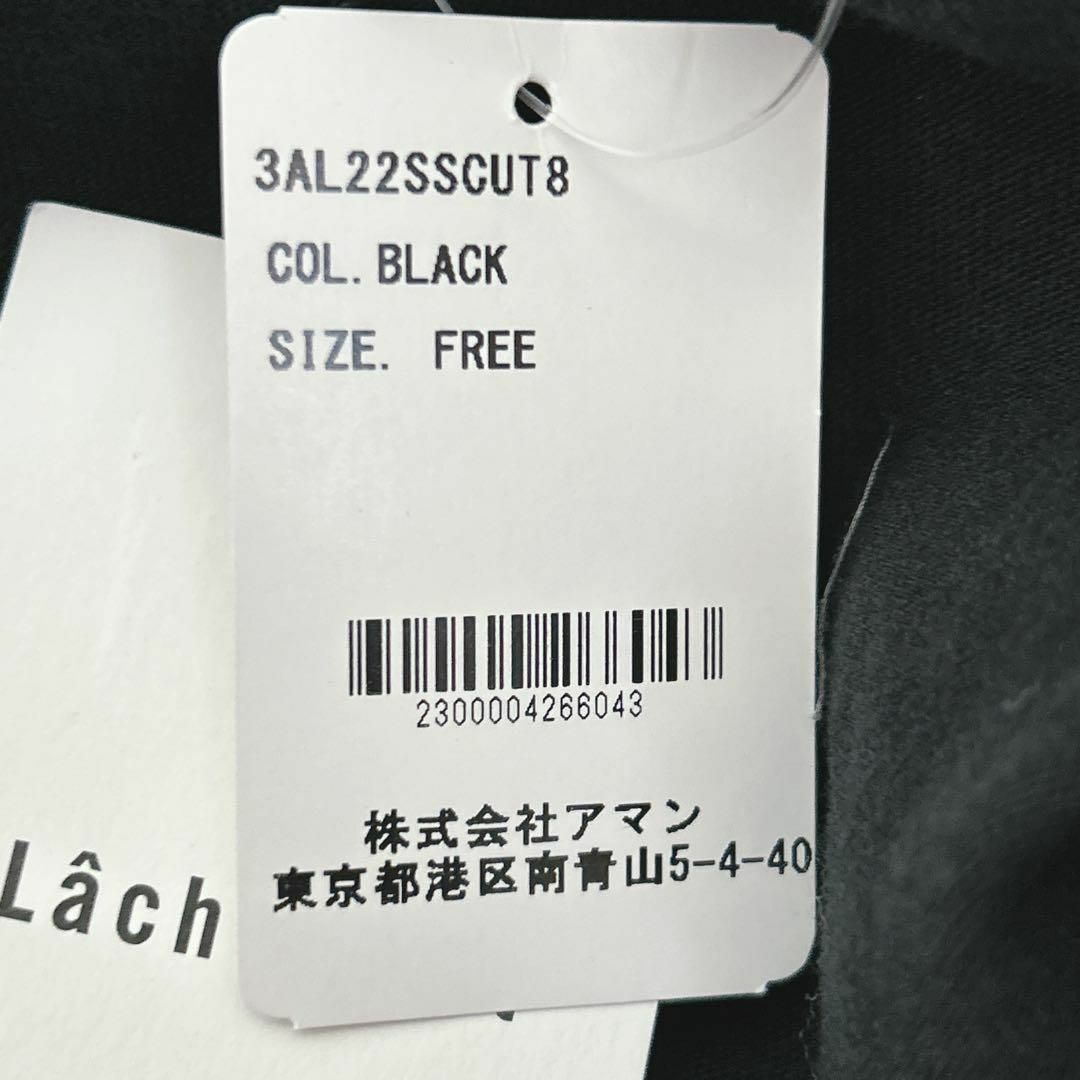 3AL22SSCUT8
COL. BLACK
SIZE. FREE
2300004266043
株式会社アマン
東京都港区南青山5-4-40
Lâch